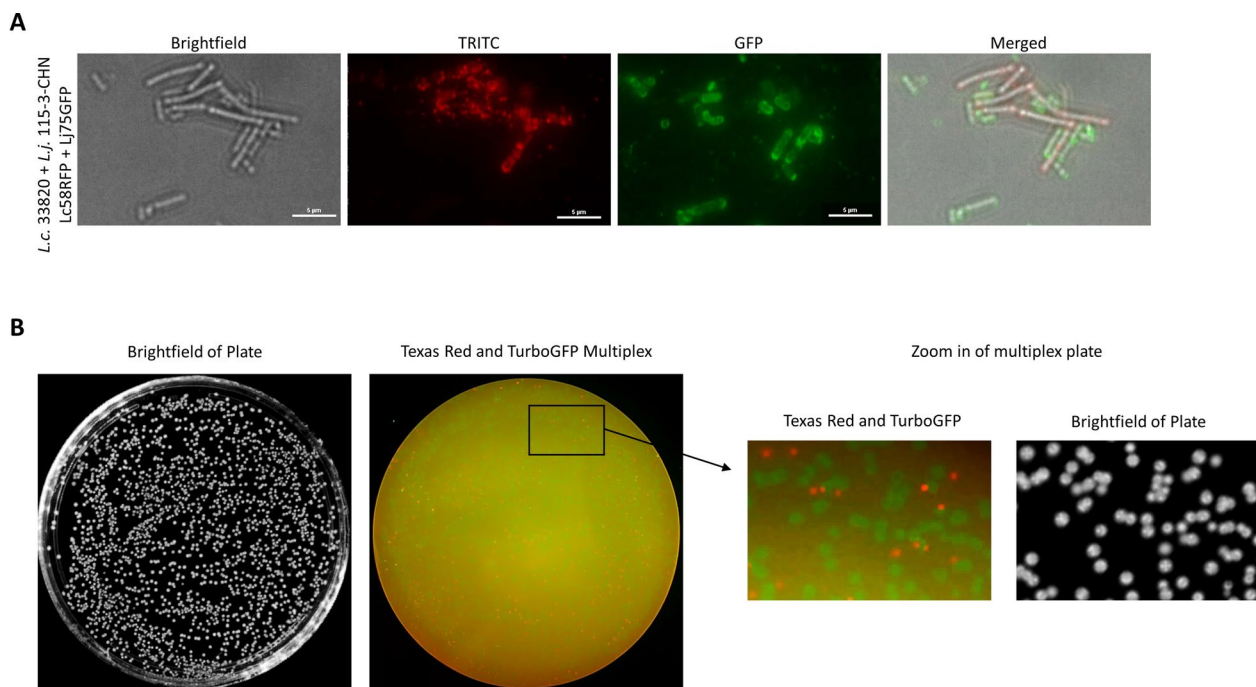 A
Brightfield
TRITC
GFP
Merged
L.c. 33820 + L.j. 115-3-CHN
Lc58RFP + Lj75GFP
5 µm
5 µm
5 µm
B
Brightfield of Plate
Texas Red and TurboGFP Multiplex
Zoom in of multiplex plate
Texas Red and TurboGFP
Brightfield of Plate